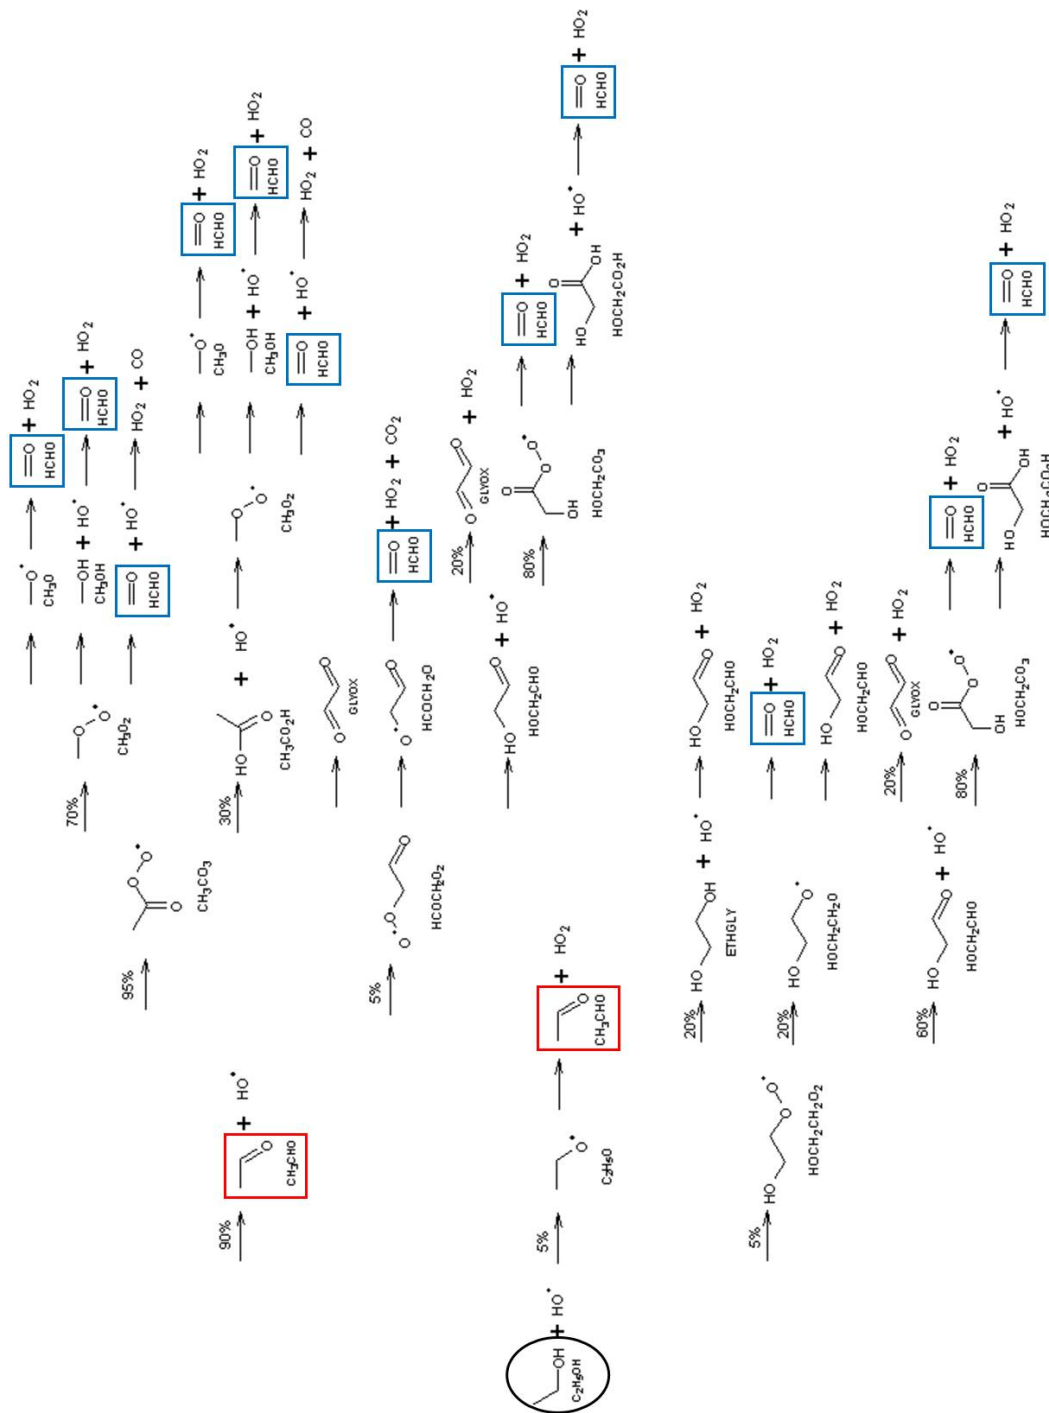 CH3O
+ HO2
HCHO
70%
CH3O2
OH + HO•
CH3OH
+ HO2
HCHO
95%
CH3CO3
+ HO•
HCHO
HO2 + CO
90%
+ HO•
CH3CHO
30%
+ HO•
CH3CO2H
CH3O2
CH3O
+ HO2
HCHO
OH + HO•
CH3OH
+ HO2
HCHO
+ HO•
HCHO
HO2 + CO
GLYOX
5%
HCOCH2O2
HCOCH2O
+ HO2 + CO2
HCHO
+ HO•
HOCH2CHO
20%
+ HO2
GLYOX
80%
HOCH2CO3
+ HO2
HCHO
+ HO•
HOCH2CO2H
+ HO2
HCHO
OH + HO•
C2H5OH
5%
C2H5O
+ HO2
CH3CHO
5%
HOCH2CH2O2
20%
+ HO•
ETHGLY
+ HO2
HOCH2CHO
20%
HOCH2CH2O
+ HO2
HCHO
+ HO2
HOCH2CHO
60%
+ HO•
HOCH2CHO
20%
+ HO2
GLYOX
80%
HOCH2CO3
+ HO2
HCHO
+ HO•
HOCH2CO2H
+ HO2
HCHO